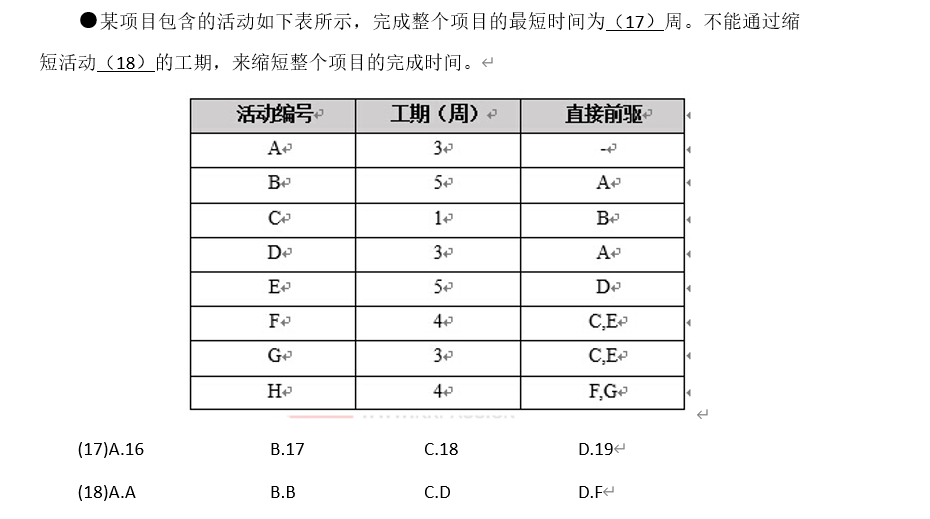 ●某项目包含的活动如下表所示，完成整个项目的最短时间为（17）周。不能通过缩
短活动（18）的工期，来缩短整个项目的完成时间。
活动编号 工期（周） 直接前驱
A 3 -
B 5 A
C 1 B
D 3 A
E 5 D
F 4 C,E
G 3 C,E
H 4 F,G
(17)A.16 B.17 C.18 D.19
(18)A.A B.B C.D D.F